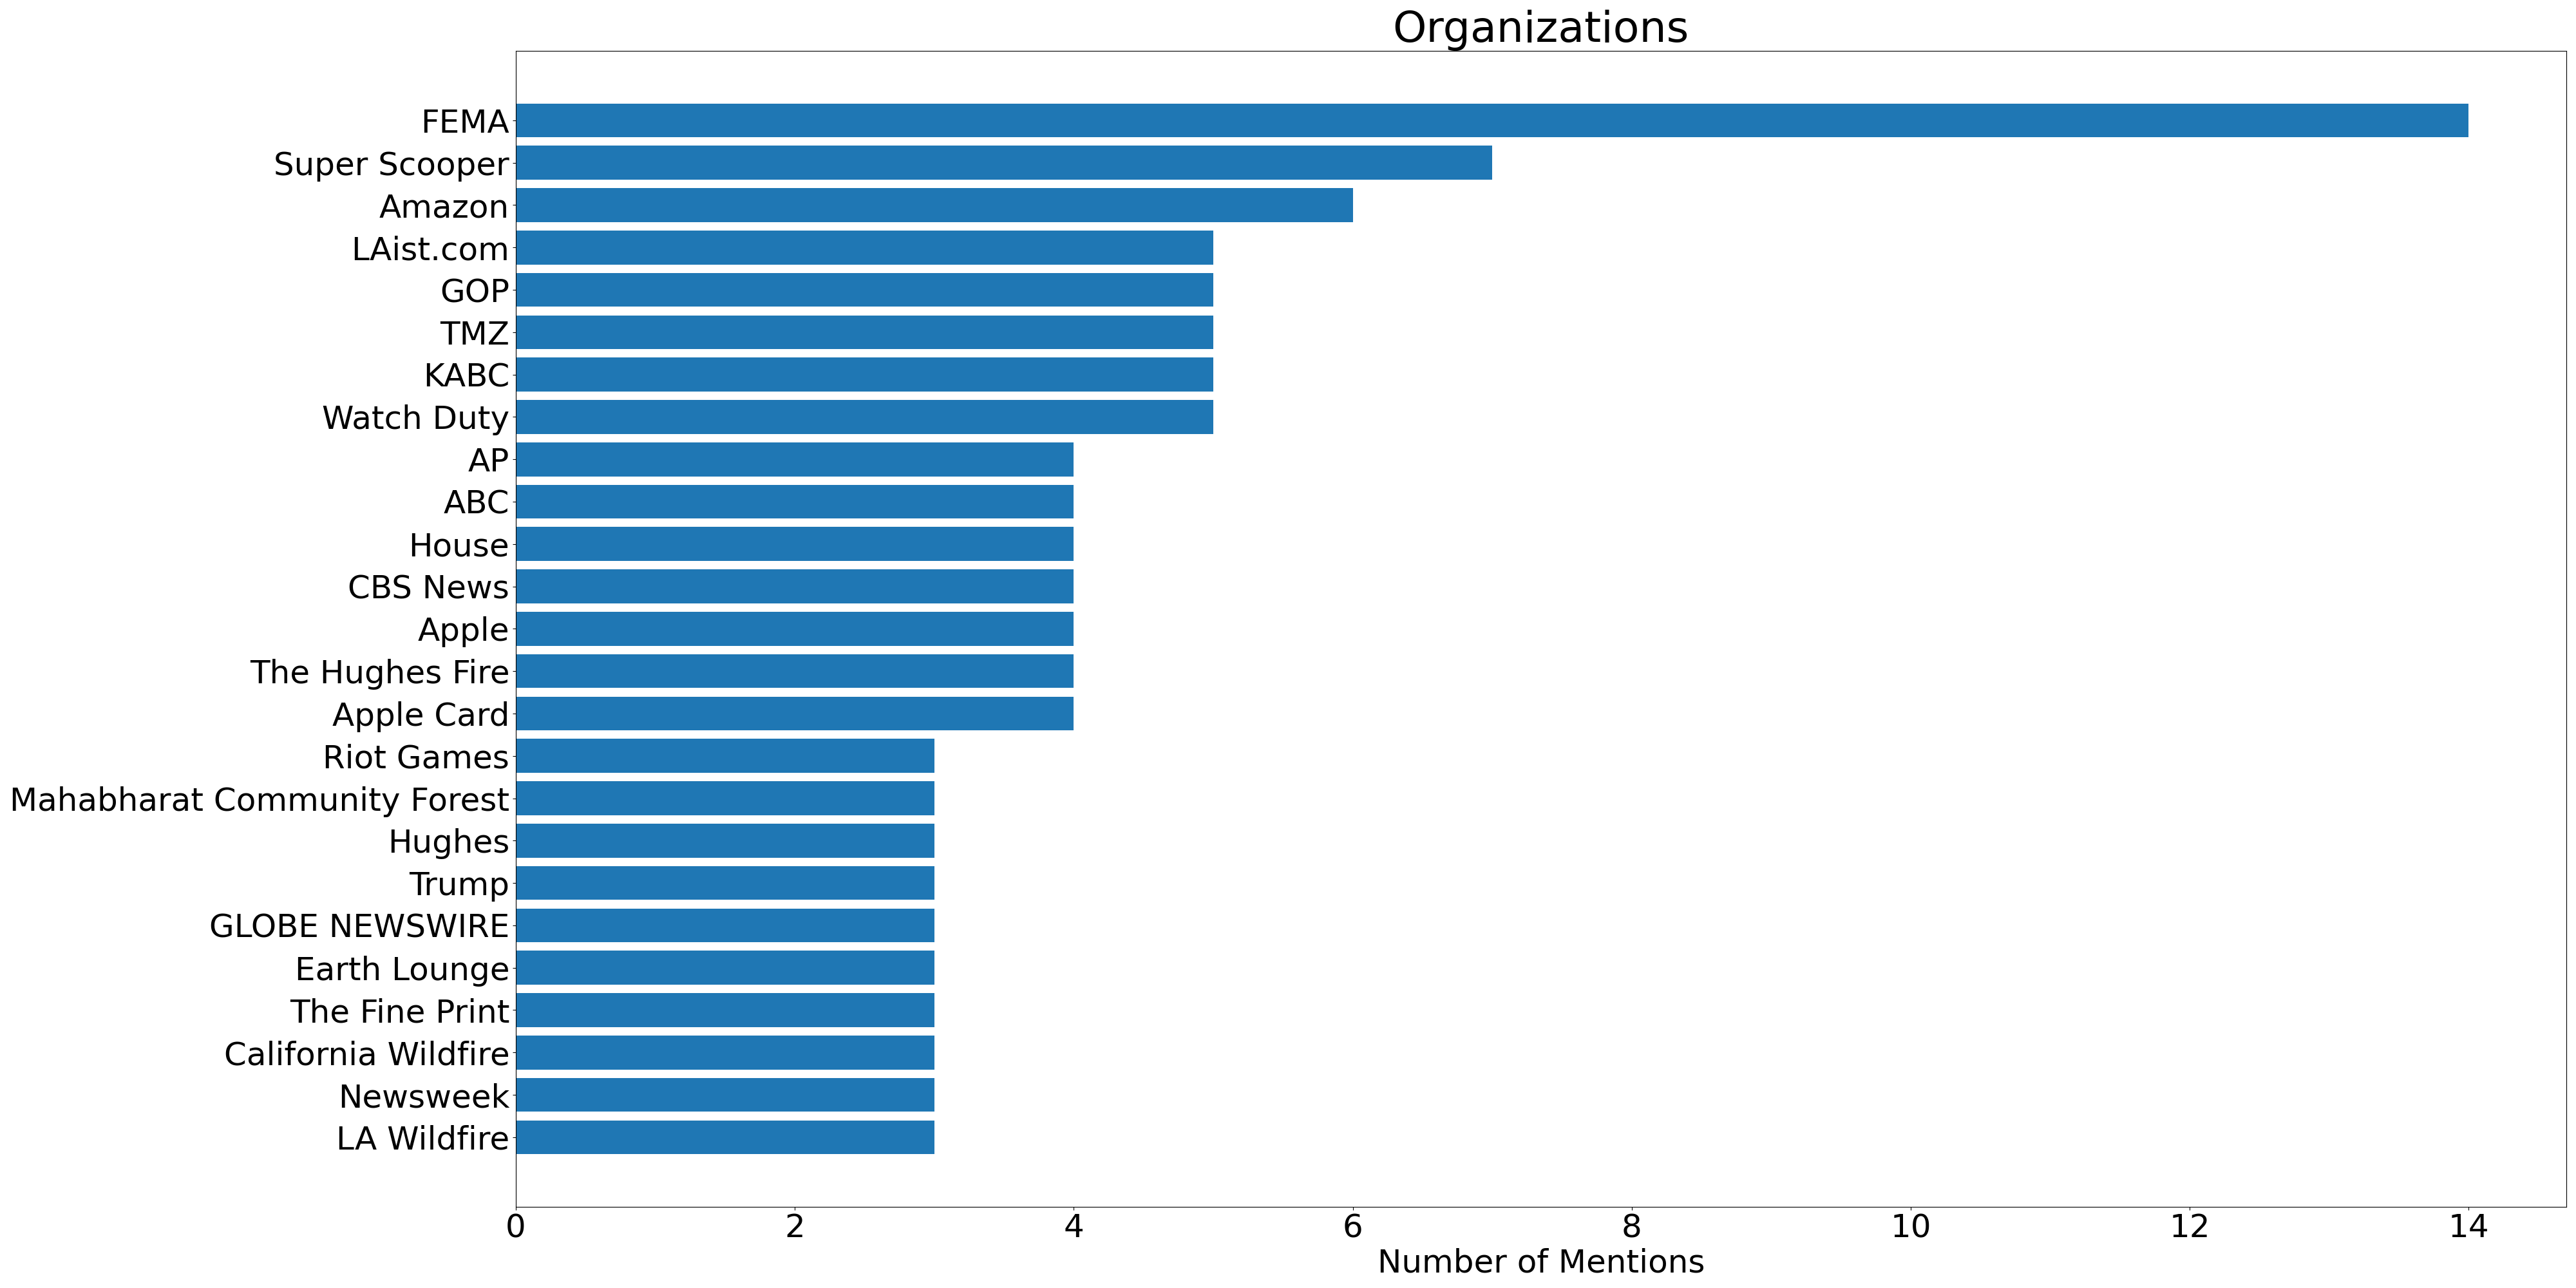 Organizations
FEMA
Super Scooper
Amazon
LAist.com
GOP
TMZ
KABC
Watch Duty
AP
ABC
House
CBS News
Apple
The Hughes Fire
Apple Card
Riot Games
Mahabharat Community Forest
Hughes
Trump
GLOBE NEWSWIRE
Earth Lounge
The Fine Print
California Wildfire
Newsweek
LA Wildfire
0 2 4 6 8 10 12 14
Number of Mentions